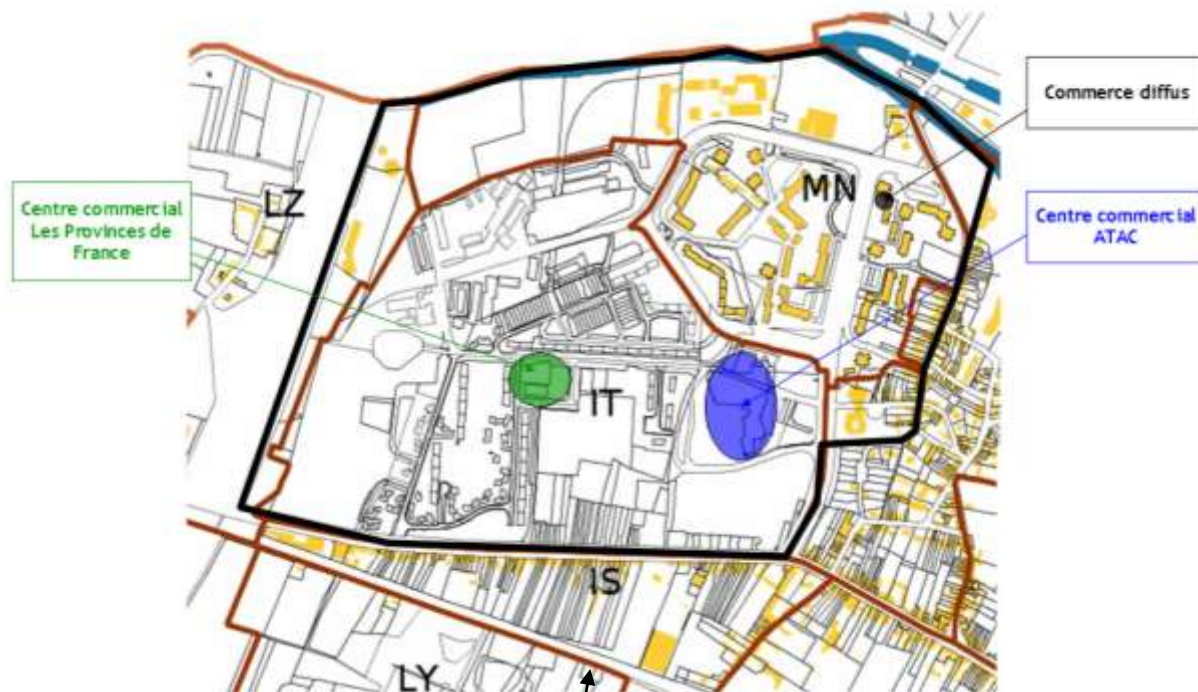 Commerce diffus
Centre commercial
Les Provinces de
France
LZ
MN
Centre commercial
ATAC
IT
IS
LY